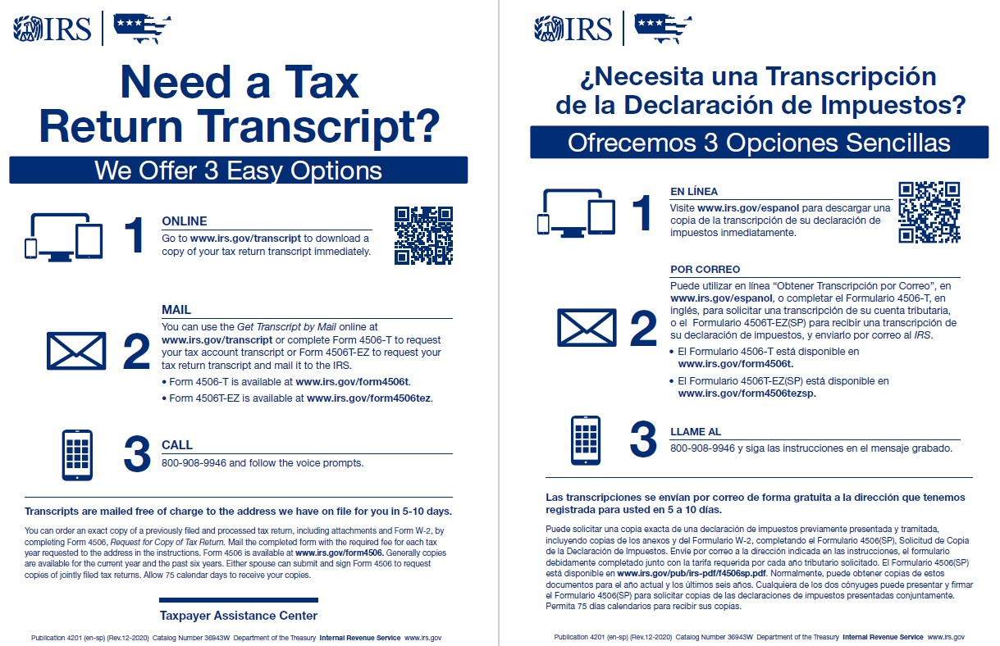 IRS
Need a Tax
Return Transcript?
We Offer 3 Easy Options
1
ONLINE
Go to www.irs.gov/transcript to download a
copy of your tax return transcript immediately.
2
MAIL
You can use the Get Transcript by Mail online at
www.irs.gov/transcript or complete Form 4506-T to request
your tax account transcript or Form 4506T-EZ to request your
tax return transcript and mail it to the IRS.
• Form 4506-T is available at www.irs.gov/form4506t.
• Form 4506T-EZ is available at www.irs.gov/form4506tez.
3
CALL
800-908-9946 and follow the voice prompts.
Transcripts are mailed free of charge to the address we have on file for you in 5-10 days.
You can order an exact copy of a previously filed and processed tax return, including attachments and Form W-2, by
completing Form 4506, Request for Copy of Tax Return. Mail the completed form with the required fee for each tax
year requested to the address in the instructions. Form 4506 is available at www.irs.gov/form4506. Generally copies
are available for the current year and the past six years. Either spouse can submit and sign Form 4506 to request
copies of jointly filed tax returns. Allow 75 calendar days to receive your copies.
Taxpayer Assistance Center
Publication 4201 (en-sp) (Rev.12-2020) Catalog Number 36943W Department of the Treasury Internal Revenue Service www.irs.gov
IRS
¿Necesita una Transcripción
de la Declaración de Impuestos?
Ofrecemos 3 Opciones Sencillas
1
EN LÍNEA
Visite www.irs.gov/espanol para descargar una
copia de la transcripción de su declaración de
impuestos inmediatamente.
2
POR CORREO
Puede utilizar en línea “Obtener Transcripción por Correo”, en
www.irs.gov/espanol, o completar el Formulario 4506-T, en
inglés, para solicitar una transcripción de su cuenta tributaria,
o el Formulario 4506T-EZ(SP) para recibir una transcripción de
su declaración de impuestos, y enviarlo por correo al IRS.
• El Formulario 4506-T está disponible en
www.irs.gov/form4506t.
• El Formulario 4506T-EZ(SP) está disponible en
www.irs.gov/form4506tezsp.
3
LLAME AL
800-908-9946 y siga las instrucciones en el mensaje grabado.
Las transcripciones se envían por correo de forma gratuita a la dirección que tenemos
registrada para usted en 5 a 10 días.
Puede solicitar una copia exacta de una declaración de impuestos previamente presentada y tramitada,
incluyendo copias de los anexos y del Formulario W-2, completando el Formulario 4506(SP), Solicitud de Copia
de la Declaración de Impuestos. Envíe por correo a la dirección indicada en las instrucciones, el formulario
debidamente completado junto con la tarifa requerida por cada año tributario solicitado. El Formulario 4506(SP)
está disponible en www.irs.gov/pub/irs-pdf/f4506sp.pdf. Normalmente, puede obtener copias de estos
documentos para el año actual y los últimos seis años. Cualquiera de los dos cónyuges puede presentar y firmar
el Formulario 4506(SP) para solicitar copias de las declaraciones de impuestos presentadas conjuntamente.
Permita 75 días calendarios para recibir sus copias.
Publication 4201 (en-sp) (Rev.12-2020) Catalog Number 36943W Department of the Treasury Internal Revenue Service www.irs.gov